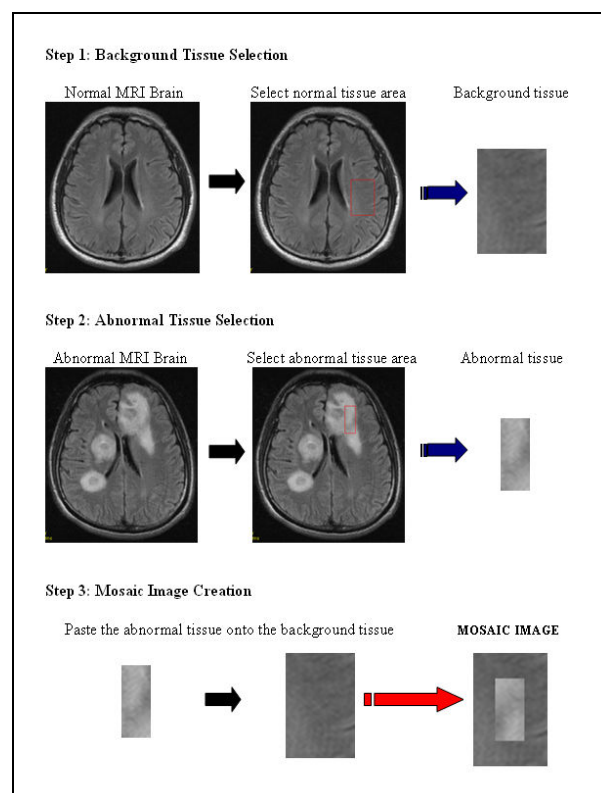 Step 1: Background Tissue Selection
Normal MRI Brain
Select normal tissue area
Background tissue
Step 2: Abnormal Tissue Selection
Abnormal MRI Brain
Select abnormal tissue area
Abnormal tissue
Step 3: Mosaic Image Creation
Paste the abnormal tissue onto the background tissue
MOSAIC IMAGE